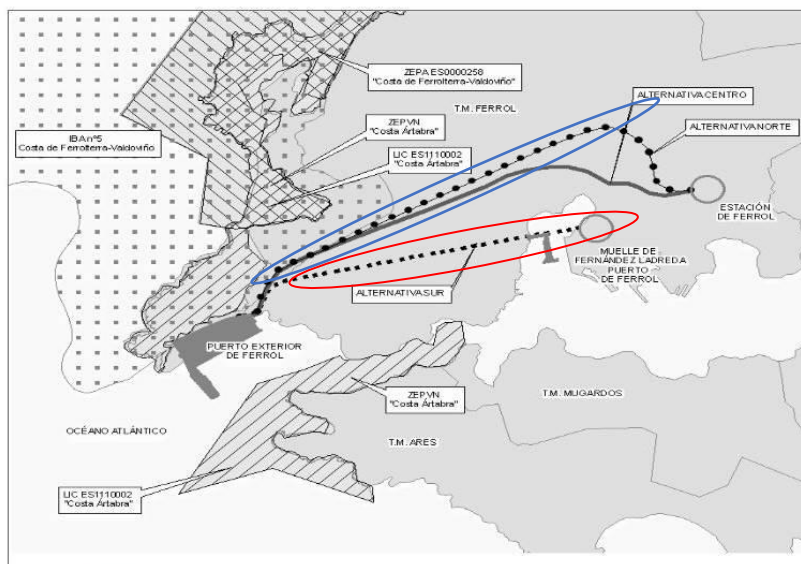 ZEPA ES0000258
"Costa de Ferrolterra-Valdoviño"
ALTERNATIVA CENTRO
T.M. FERROL
ZEPVN
"Costa Ártabra"
ALTERNATIVA NORTE
IBA nº5
Costa de Ferrolterra-Valdoviño
LIC ES1110002
"Costa Ártabra"
ESTACIÓN
DE FERROL
MUELLE DE
FERNÁNDEZ LADREDA
PUERTO
DE FERROL
ALTERNATIVA SUR
PUERTO EXTERIOR
DE FERROL
ZEPVN
"Costa Ártabra"
T.M. MUGARDOS
OCÉANO ATLÁNTICO
T.M. ARES
LIC ES1110002
"Costa Ártabra"